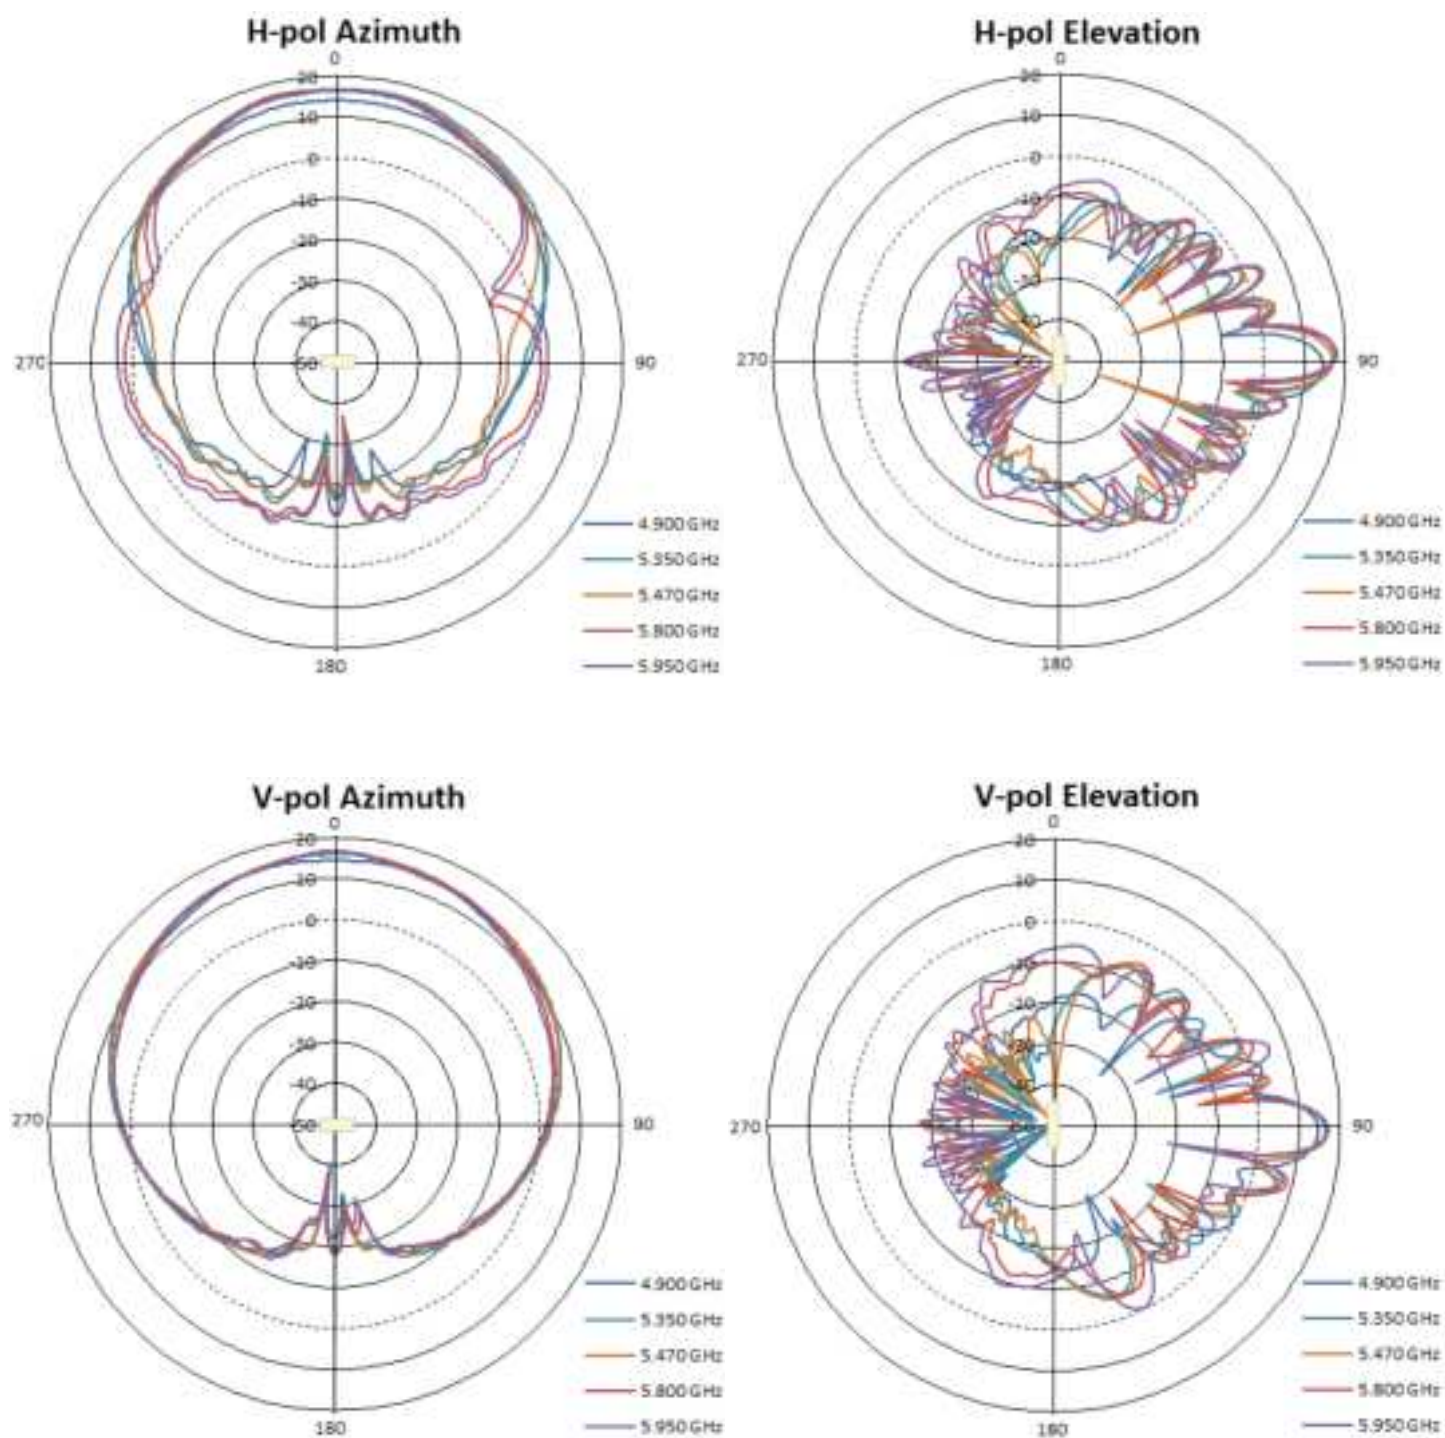 H-pol Azimuth
0
20
10
0
-10
-20
-30
-40
-50
270
90
180
4.900 GHz
5.350 GHz
5.470 GHz
5.800 GHz
5.950 GHz
H-pol Elevation
0
20
10
0
-10
270
90
180
4.900 GHz
5.350 GHz
5.470 GHz
5.800 GHz
5.950 GHz
V-pol Azimuth
0
20
10
0
-10
-20
-30
-40
-50
270
90
180
4.900 GHz
5.350 GHz
5.470 GHz
5.800 GHz
5.950 GHz
V-pol Elevation
0
20
10
0
270
90
180
4.900 GHz
5.350 GHz
5.470 GHz
5.800 GHz
5.950 GHz